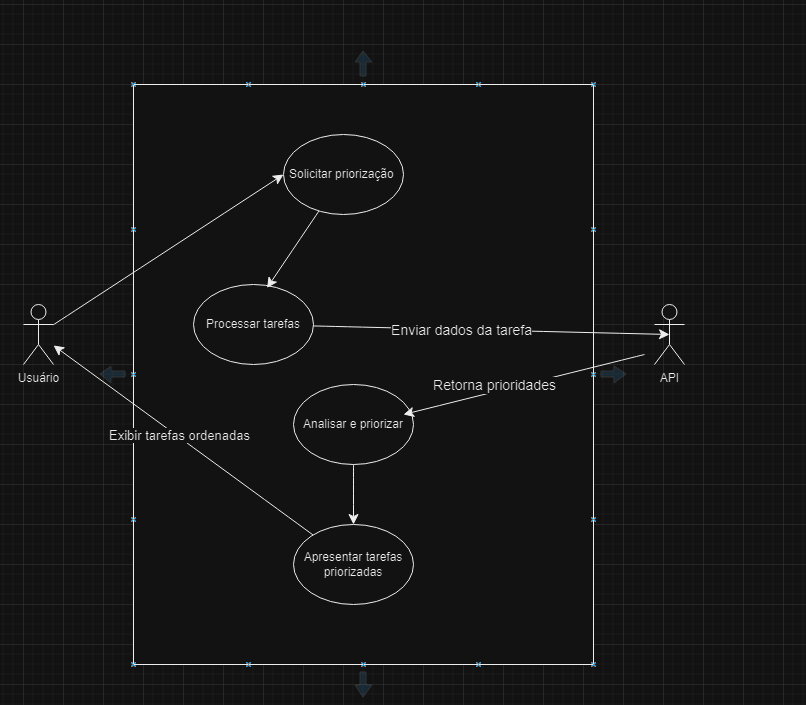 Solicitar priorização
Processar tarefas
Enviar dados da tarefa
Usuário
API
Retorna prioridades
Analisar e priorizar
Exibir tarefas ordenadas
Apresentar tarefas
priorizadas